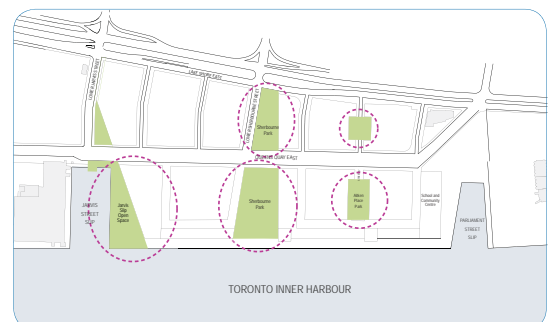 LAKE SHORE EAST
LOWER JARVIS STREET
LOWER SHERBOURNE STREET
Sherbourne
Park
QUEENS QUAY EAST
JARVIS
STREET
SLIP
Jarvis
Slip
Open
Space
Sherbourne
Park
Aitken
Place
Park
School and
Community
Centre
PARLIAMENT
STREET
SLIP
TORONTO INNER HARBOUR